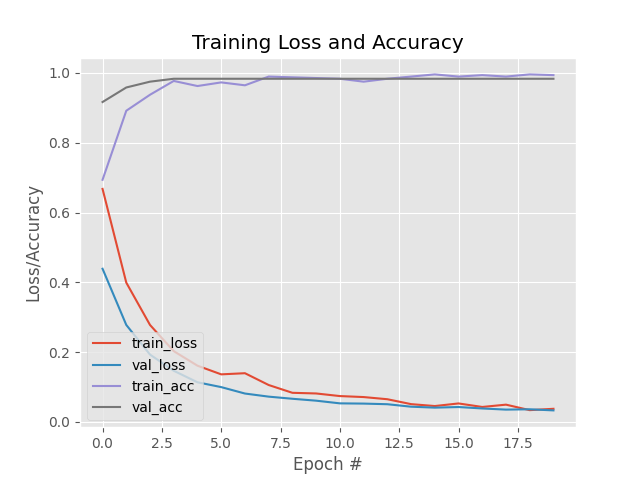 Training Loss and Accuracy
Loss/Accuracy
1.0
0.8
0.6
0.4
0.2
0.0
train_loss
val_loss
train_acc
val_acc
0.0 2.5 5.0 7.5 10.0 12.5 15.0 17.5
Epoch #